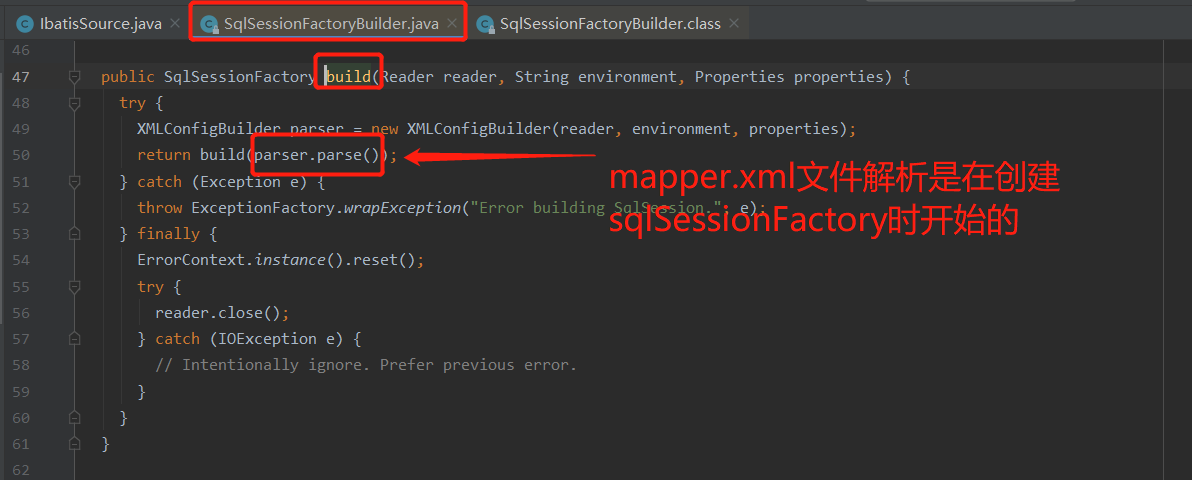 IbatisSource.java
SqlSessionFactoryBuilder.java
SqlSessionFactoryBuilder.class
46
47 public SqlSessionFactory build(Reader reader, String environment, Properties properties) {
48 try {
49 XMLConfigBuilder parser = new XMLConfigBuilder(reader, environment, properties);
50 return build(parser.parse());
51 } catch (Exception e) {
52 throw ExceptionFactory.wrapException("Error building SqlSession.", e);
53 } finally {
54 ErrorContext.instance().reset();
55 try {
56 reader.close();
57 } catch (IOException e) {
58 // Intentionally ignore. Prefer previous error.
59 }
60 }
61 }
62
mapper.xml文件解析是在创建
sqlSessionFactory时开始的